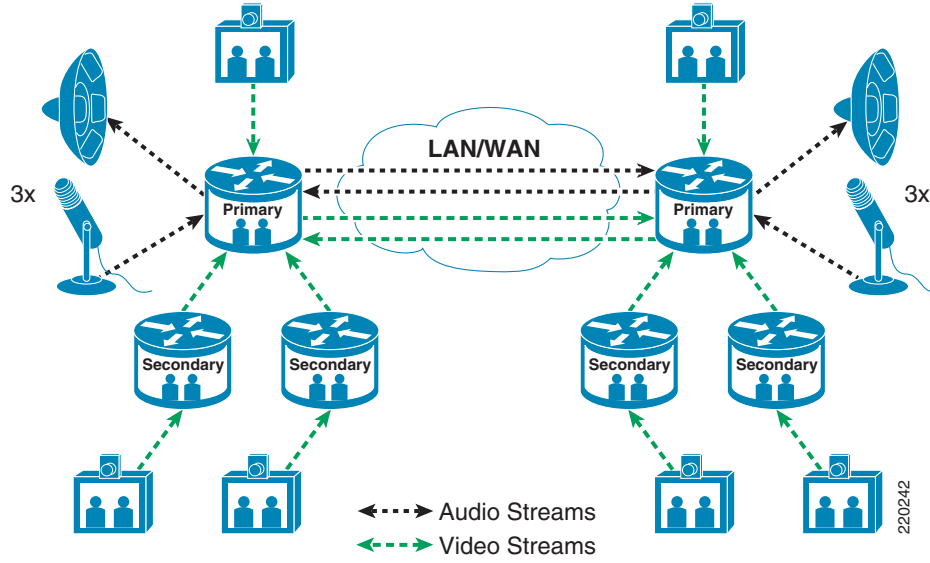 LAN/WAN
3x
3x
Primary
Primary
Secondary
Secondary
Secondary
Secondary
Audio Streams
Video Streams
220242